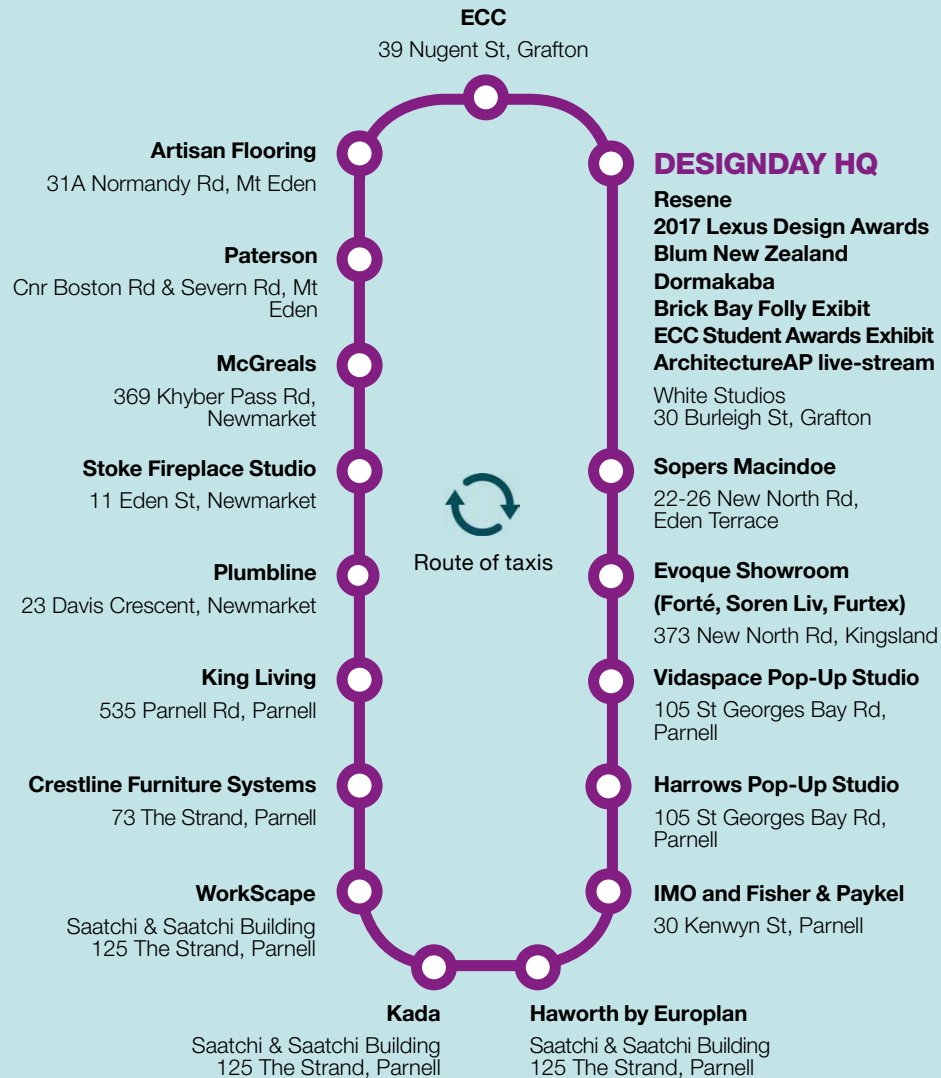 ECC
39 Nugent St, Grafton
Artisan Flooring
31A Normandy Rd, Mt Eden
Paterson
Cnr Boston Rd & Severn Rd, Mt
Eden
McGreals
369 Khyber Pass Rd,
Newmarket
Stoke Fireplace Studio
11 Eden St, Newmarket
Plumbline
23 Davis Crescent, Newmarket
King Living
535 Parnell Rd, Parnell
Crestline Furniture Systems
73 The Strand, Parnell
WorkScape
Saatchi & Saatchi Building
125 The Strand, Parnell
Kada
Saatchi & Saatchi Building
125 The Strand, Parnell
Route of taxis
DESIGNDAY HQ
Resene
2017 Lexus Design Awards
Blum New Zealand
Dormakaba
Brick Bay Folly Exibit
ECC Student Awards Exhibit
ArchitectureAP live-stream
White Studios
30 Burleigh St, Grafton
Sopers Macindoe
22-26 New North Rd,
Eden Terrace
Evoque Showroom
(Forté, Soren Liv, Furtex)
373 New North Rd, Kingsland
Vidaspace Pop-Up Studio
105 St Georges Bay Rd,
Parnell
Harrows Pop-Up Studio
105 St Georges Bay Rd,
Parnell
IMO and Fisher & Paykel
30 Kenwyn St, Parnell
Haworth by Europlan
Saatchi & Saatchi Building
125 The Strand, Parnell